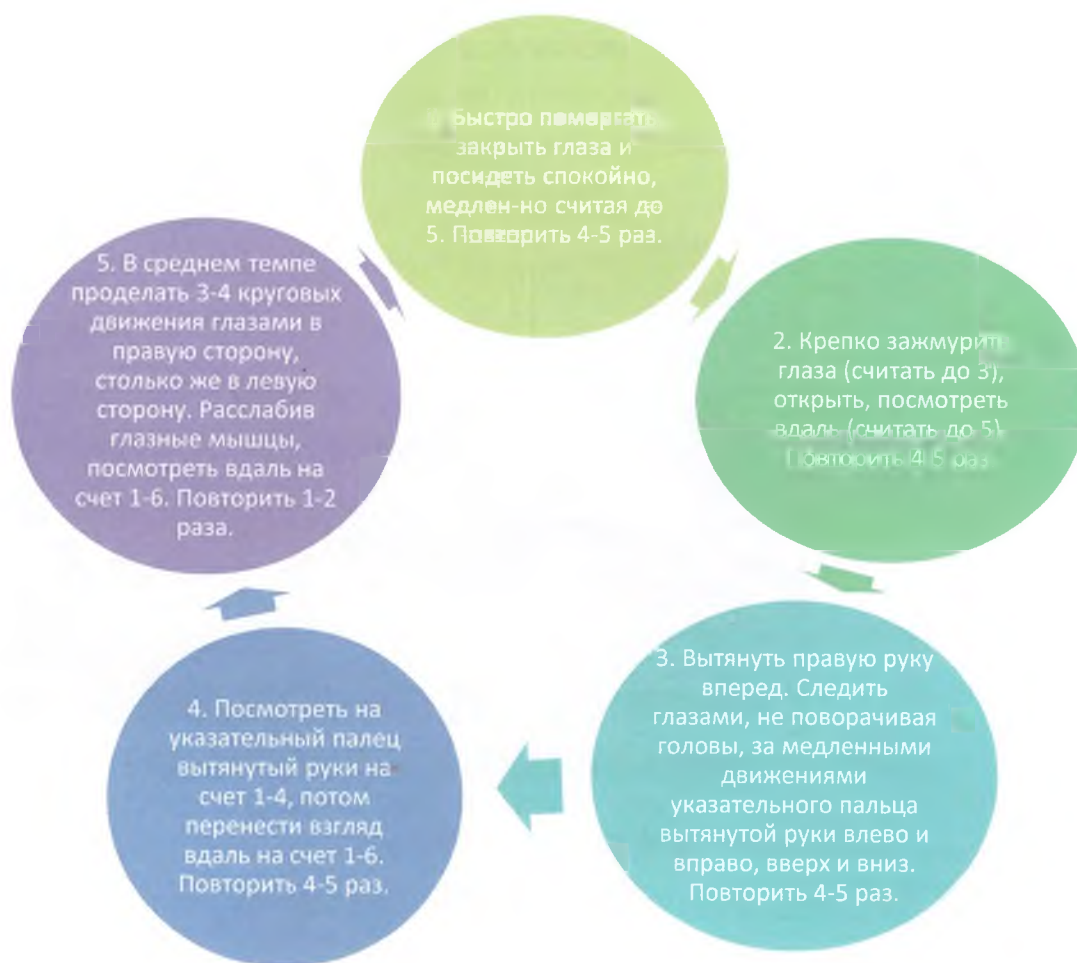 Быстро поморгать,
закрыть глаза и
посидеть спокойно,
медлен-но считая до
5. Повторить 4-5 раз.
2. Крепко зажмурить
глаза (считать до 3),
открыть, посмотреть
вдаль (считать до 5).
Повторить 4-5 раз.
3. Вытянуть правую руку
вперед. Следить
глазами, не поворачивая
головы, за медленными
движениями
указательного пальца
вытянутой руки влево и
вправо, вверх и вниз.
Повторить 4-5 раз.
4. Посмотреть на
указательный палец
вытянутый руки на
счет 1-4, потом
перенести взгляд
вдаль на счет 1-6.
Повторить 4-5 раз.
5. В среднем темпе
проделать 3-4 круговых
движения глазами в
правую сторону,
столько же в левую
сторону. Расслабив
глазные мышцы,
посмотреть вдаль на
счет 1-6. Повторить 1-2
раза.